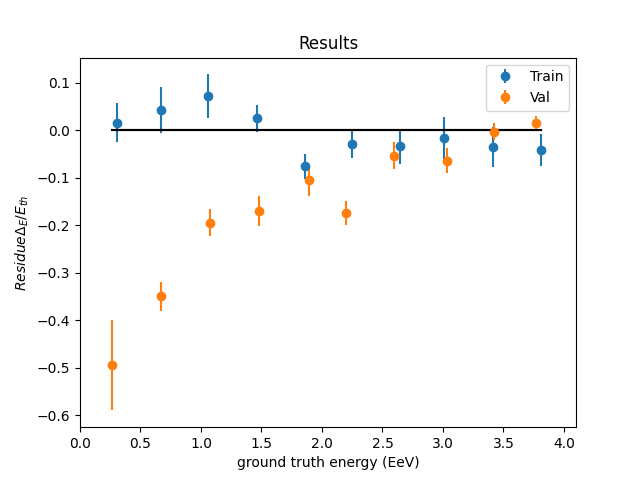 Results
Train
Val
0.1
0.0
−0.1
−0.2
−0.3
−0.4
−0.5
−0.6
ResidueΔ_E/E_th
0.0 0.5 1.0 1.5 2.0 2.5 3.0 3.5 4.0
ground truth energy (EeV)